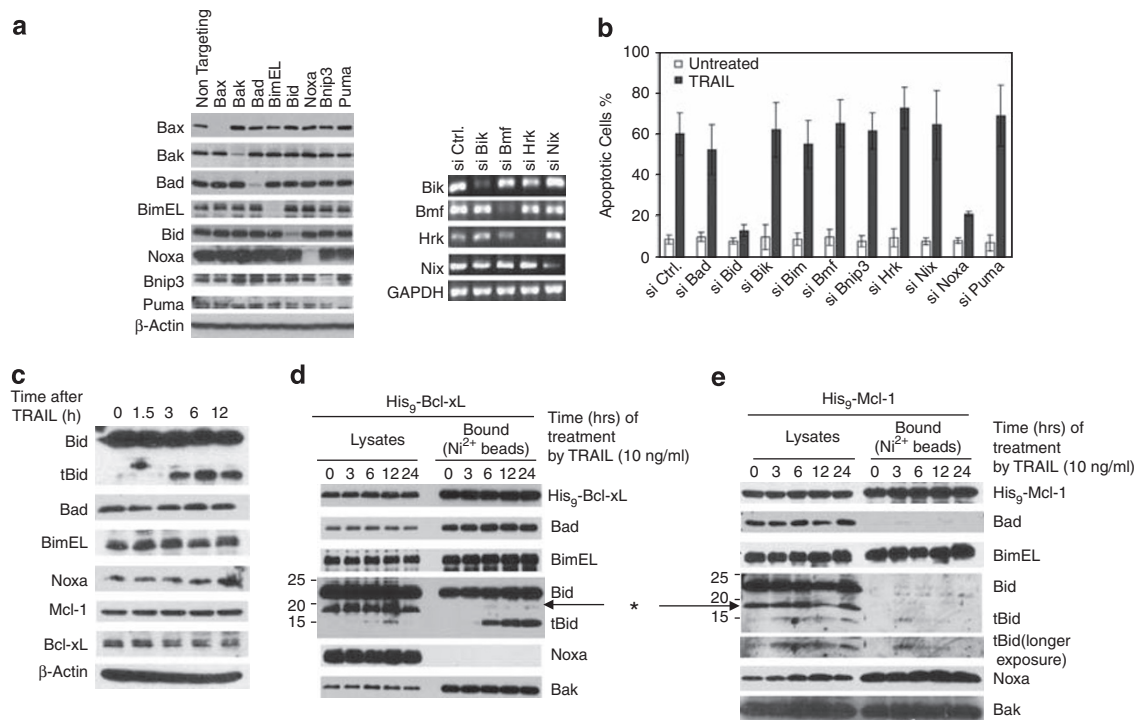 a
Non Targeting
Bax
Bak
Bad
BimEL
Bid
Noxa
Bnip3
Puma
Bax
Bak
Bad
BimEL
Bid
Noxa
Bnip3
Puma
β-Actin
si Ctrl.
si Bik
si Bmf
si Hrk
si Nix
Bik
Bmf
Hrk
Nix
GAPDH
b
100
80
60
40
20
0
Apoptotic Cells %
Untreated
TRAIL
si Ctrl.
si Bad
si Bid
si Bik
si Bim
si Bmf
si Bnip3
si Hrk
si Nix
si Noxa
si Puma
c
Time after
TRAIL (h)
0 1.5 3 6 12
Bid
tBid
Bad
BimEL
Noxa
Mcl-1
Bcl-xL
β-Actin
d
His9-Bcl-xL
Lysates
Bound
(Ni2+ beads)
Time (hrs) of
treatment
by TRAIL (10 ng/ml)
0 3 6 12 24 0 3 6 12 24
His9-Bcl-xL
Bad
BimEL
25
20
15
Bid
*
tBid
Noxa
Bak
e
His9-Mcl-1
Lysates
Bound
(Ni2+ beads)
Time (hrs) of
treatment
by TRAIL (10 ng/ml)
0 3 6 12 24 0 3 6 12 24
His9-Mcl-1
Bad
BimEL
25
20
15
Bid
tBid
tBid(longer
exposure)
Noxa
Bak